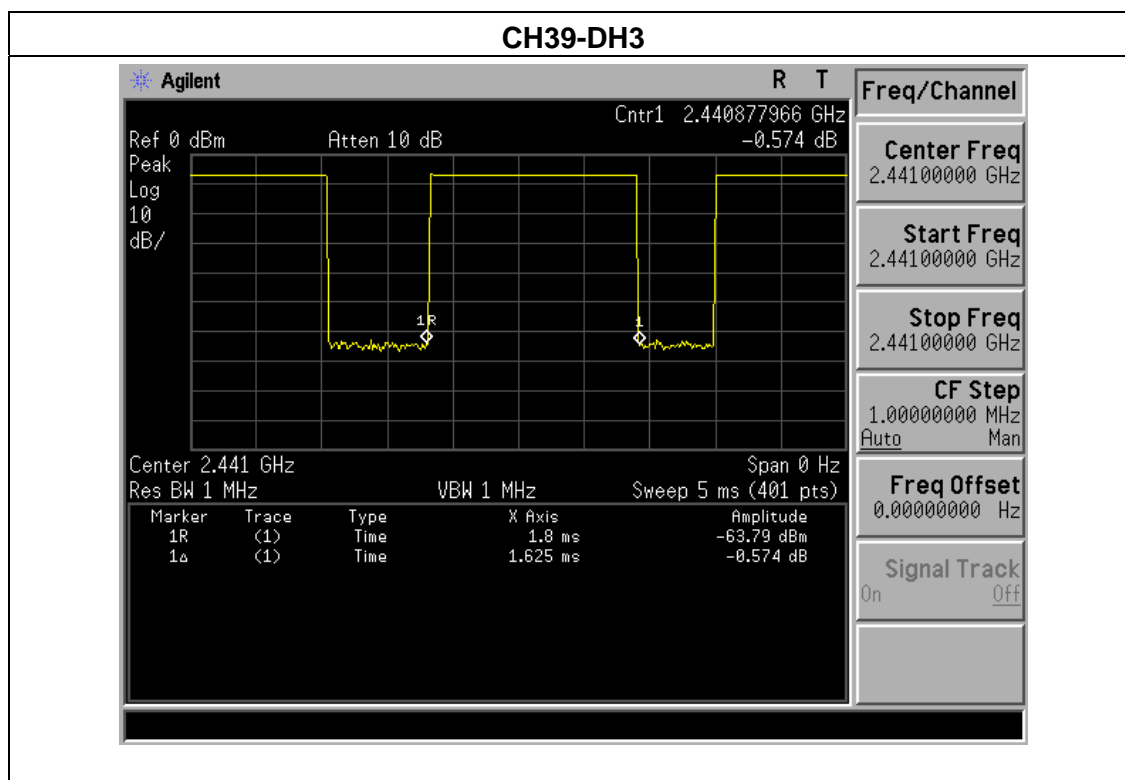 CH39-DH3
Agilent R T
Cntr1 2.440877966 GHz
Ref 0 dBm Atten 10 dB -0.574 dB
Peak
Log
10
dB/
1R
1
Center 2.441 GHz Span 0 Hz
Res BW 1 MHz VBW 1 MHz Sweep 5 ms (401 pts)
Marker Trace Type X Axis Amplitude
1R (1) Time 1.8 ms -63.79 dBm
1Δ (1) Time 1.625 ms -0.574 dB
Freq/Channel
Center Freq
2.44100000 GHz
Start Freq
2.44100000 GHz
Stop Freq
2.44100000 GHz
CF Step
1.00000000 MHz
Auto Man
Freq Offset
0.00000000 Hz
Signal Track
On Off